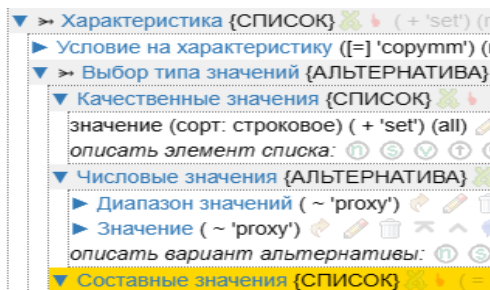 Характеристика {СПИСОК} ( + 'set') (
Условие на характеристику ([=] 'copymm') (
Выбор типа значений {АЛЬТЕРНАТИВА}
Качественные значения {СПИСОК}
значение (сорт: строковое) ( + 'set') (all)
описать элемент списка: n s v
Числовые значения {АЛЬТЕРНАТИВА}
Диапазон значений ( ~ 'proxy')
Значение ( ~ 'proxy')
описать вариант альтернативы: n s
Составные значения {СПИСОК} ( =